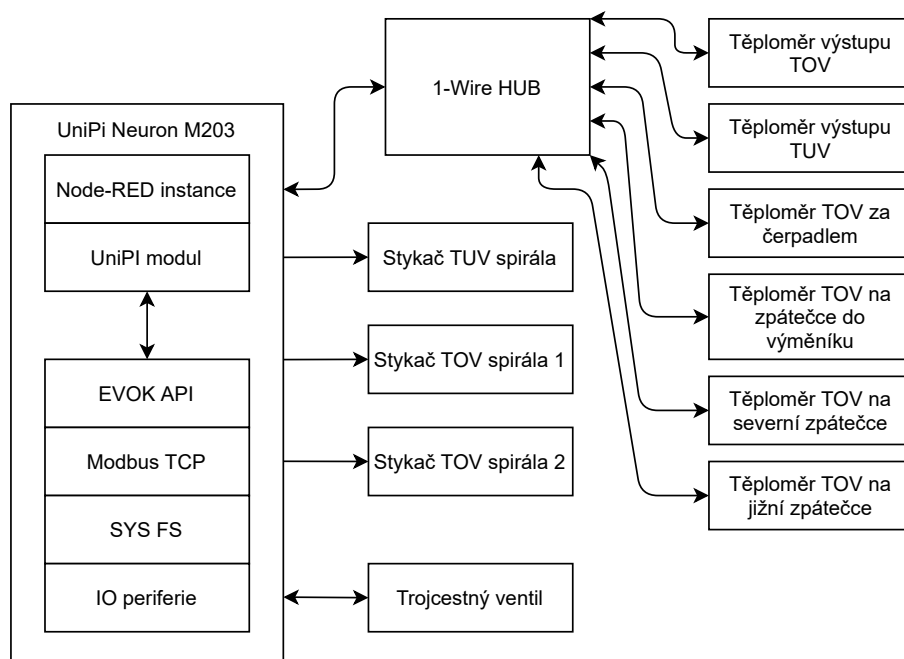 UniPi Neuron M203
Node-RED instance
UniPI modul
EVOK API
Modbus TCP
SYS FS
IO periferie
1-Wire HUB
Stykač TUV spirála
Stykač TOV spirála 1
Stykač TOV spirála 2
Trojcestný ventil
Těploměr výstupu
TOV
Těploměr výstupu
TUV
Těploměr TOV za
čerpadlem
Těploměr TOV na
zpátečce do
výměníku
Těploměr TOV na
severní zpátečce
Těploměr TOV na
jižní zpátečce